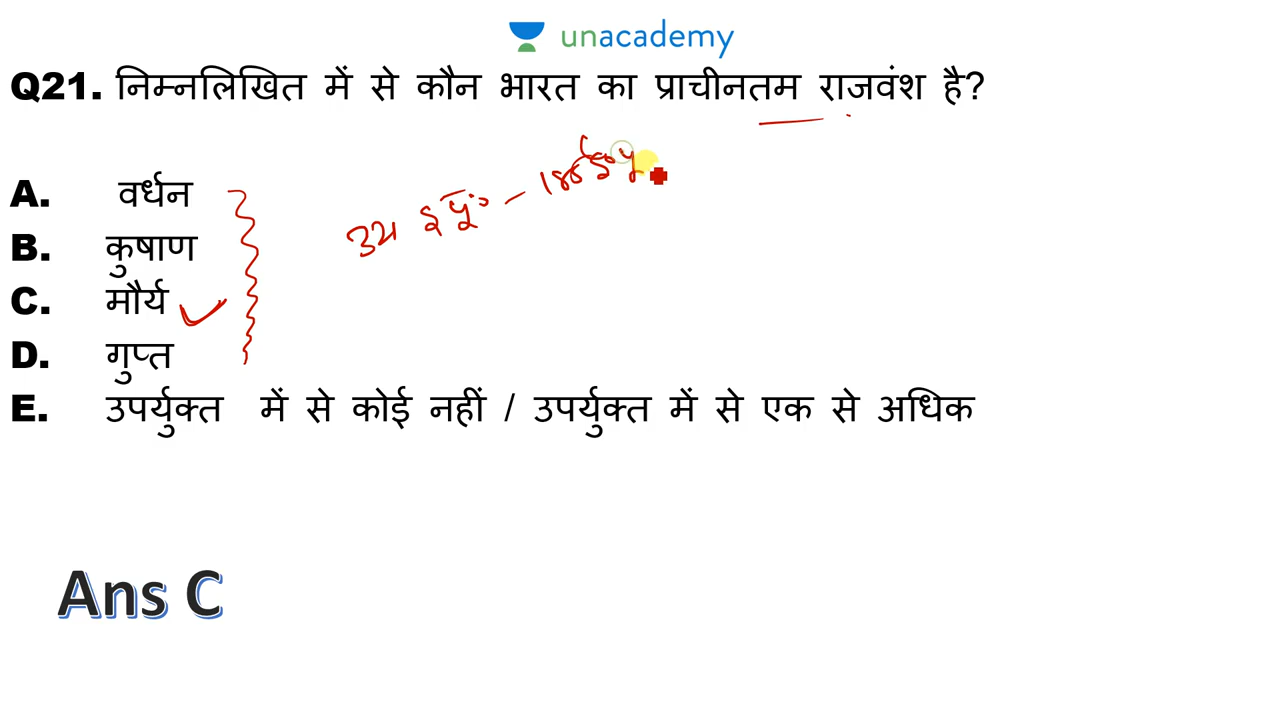 unacademy
Q21. निम्नलिखित में से कौन भारत का प्राचीनतम राजवंश है?
A. वर्धन
B. कुषाण
C. मौर्य
D. गुप्त
E. उपर्युक्त में से कोई नहीं / उपर्युक्त में से एक से अधिक
Ans C